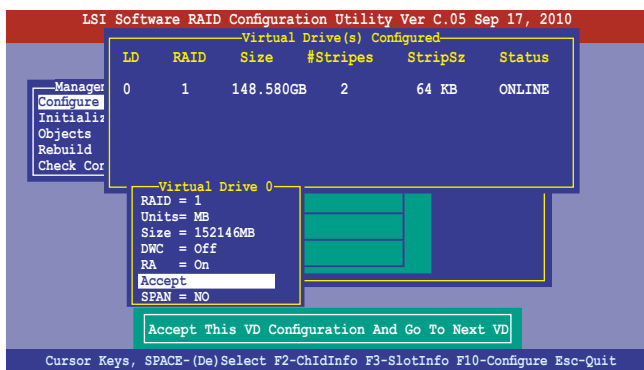 LSI Software RAID Configuration Utility Ver C.05 Sep 17, 2010
Virtual Drive(s) Configured
LD RAID Size #Stripes StripSz Status
0 1 148.580GB 2 64 KB ONLINE
Managem
Configure
Initializ
Objects
Rebuild
Check Con
Virtual Drive 0
RAID = 1
Units= MB
Size = 152146MB
DWC = Off
RA = On
Accept
SPAN = NO
Accept This VD Configuration And Go To Next VD
Cursor Keys, SPACE-(De)Select F2-ChIdInfo F3-SlotInfo F10-Configure Esc-Quit